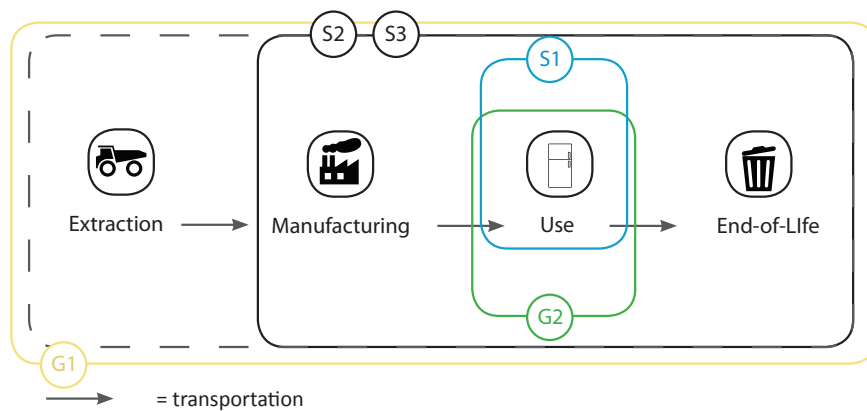 S2 S3
S1
Extraction Manufacturing Use End-of-LIfe
G2
G1
= transportation